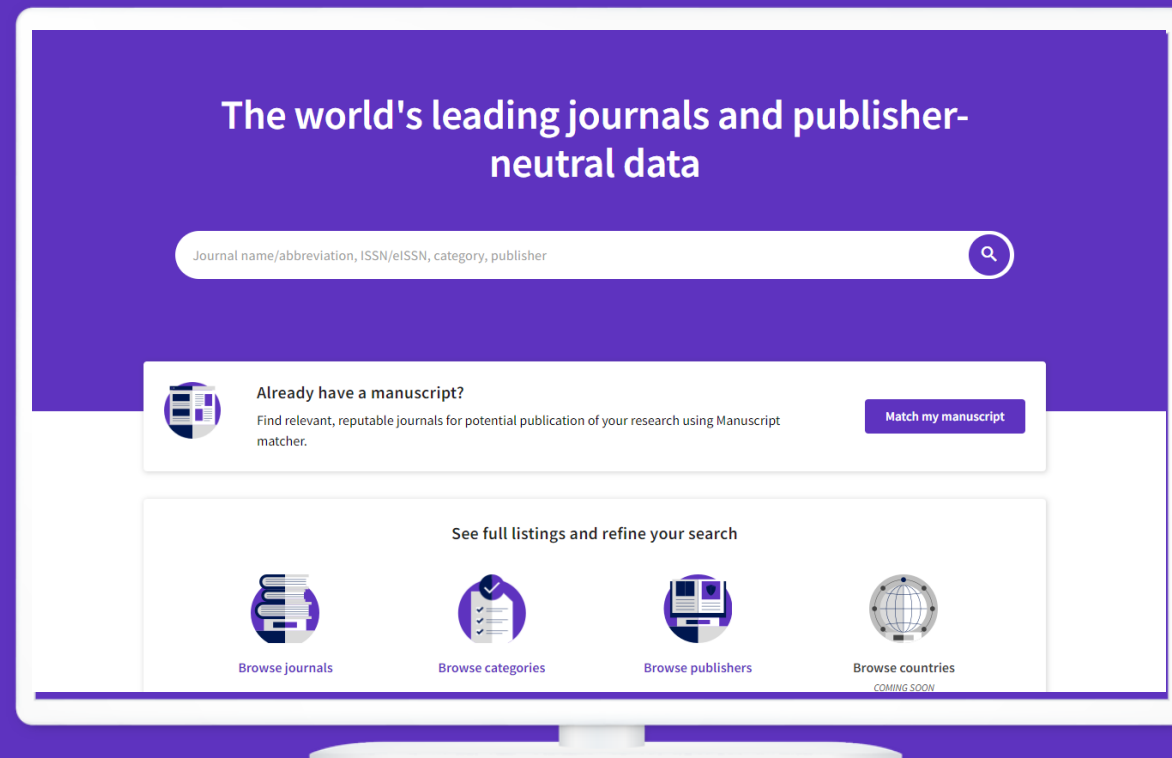 The world's leading journals and publisher-
neutral data
Journal name/abbreviation, ISSN/eISSN, category, publisher
Already have a manuscript?
Find relevant, reputable journals for potential publication of your research using Manuscript
matcher.
Match my manuscript
See full listings and refine your search
Browse journals
Browse categories
Browse publishers
Browse countries
COMING SOON